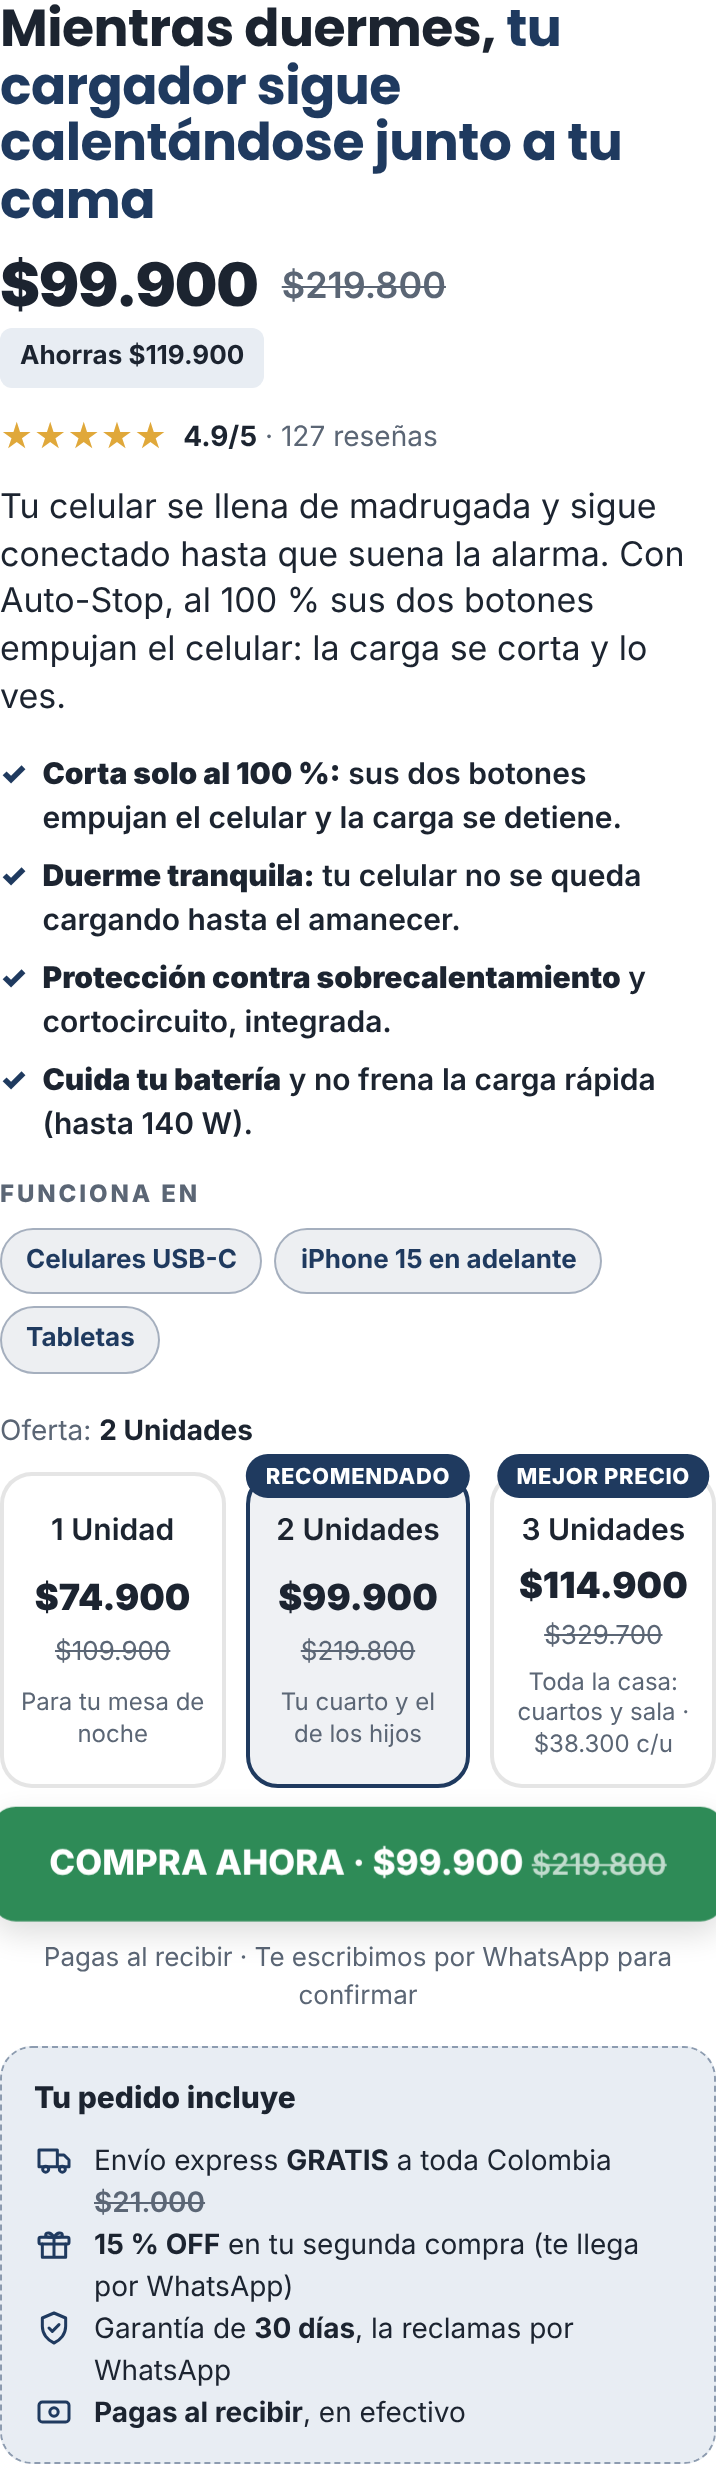 Mientras duermes, tu
cargador sigue
calentándose junto a tu
cama
$99.900 $219.800
Ahorras $119.900
★★★★★ 4.9/5 · 127 reseñas
Tu celular se llena de madrugada y sigue
conectado hasta que suena la alarma. Con
Auto-Stop, al 100 % sus dos botones
empujan el celular: la carga se corta y lo
ves.
✓ Corta solo al 100 %: sus dos botones
empujan el celular y la carga se detiene.
✓ Duerme tranquila: tu celular no se queda
cargando hasta el amanecer.
✓ Protección contra sobrecalentamiento y
cortocircuito, integrada.
✓ Cuida tu batería y no frena la carga rápida
(hasta 140 W).
FUNCIONA EN
Celulares USB-C
iPhone 15 en adelante
Tabletas
Oferta: 2 Unidades
1 Unidad
$74.900
$109.900
Para tu mesa de
noche
RECOMENDADO
2 Unidades
$99.900
$219.800
Tu cuarto y el
de los hijos
MEJOR PRECIO
3 Unidades
$114.900
$329.700
Toda la casa:
cuartos y sala ·
$38.300 c/u
COMPRA AHORA · $99.900 $219.800
Pagas al recibir · Te escribimos por WhatsApp para
confirmar
Tu pedido incluye
Envío express GRATIS a toda Colombia
$21.000
15 % OFF en tu segunda compra (te llega
por WhatsApp)
Garantía de 30 días, la reclamas por
WhatsApp
Pagas al recibir, en efectivo